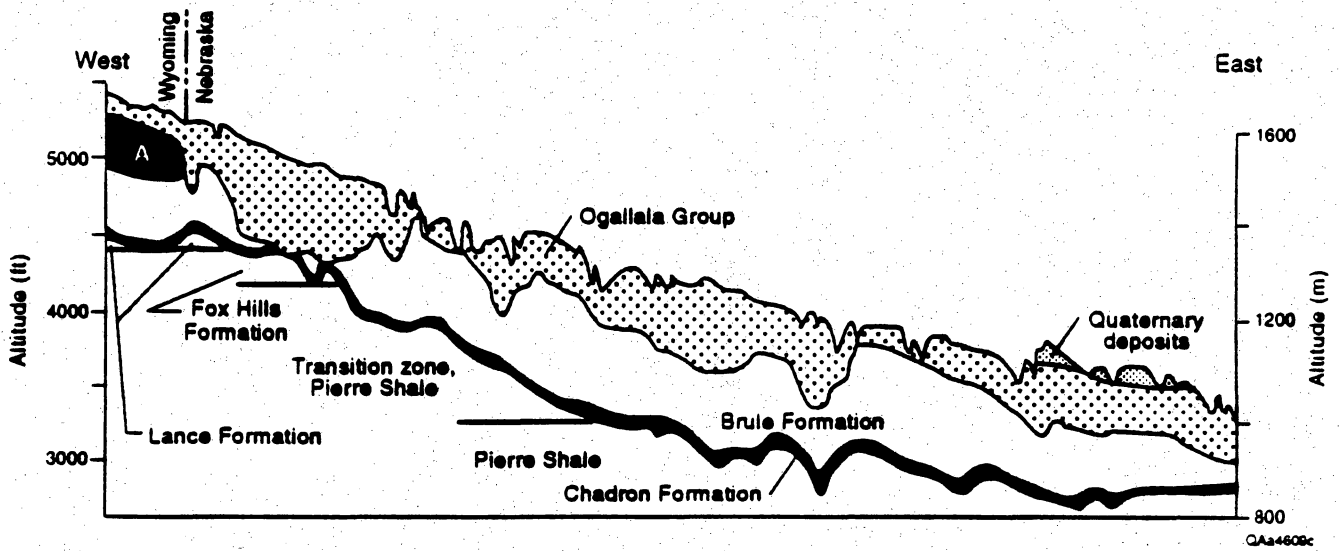 West
Wyoming
Nebraska
East
5000
4000
3000
Altitude (ft)
A
Ogallala Group
Fox Hills
Formation
Transition zone,
Pierre Shale
Lance Formation
Pierre Shale
Brule Formation
Chadron Formation
Quaternary
deposits
1600
1200
800
Altitude (m)
QAa4609c